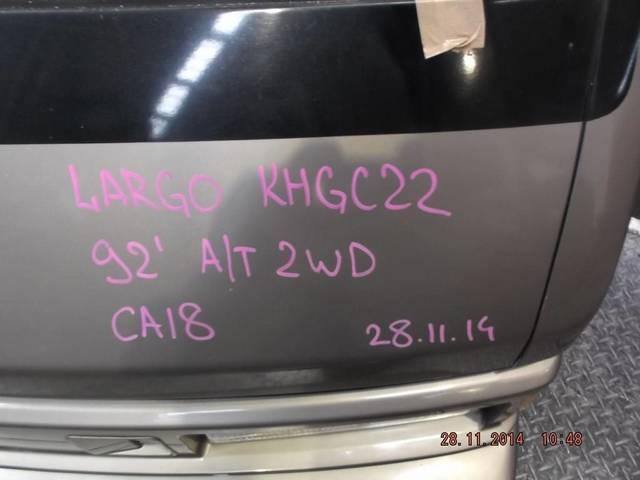 LARGO KHGC22
92' A/T 2WD
CA18
28.11.14
28.11.2014 10:48